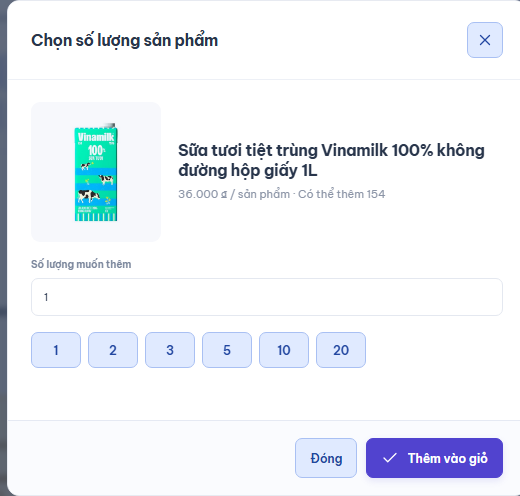 Chọn số lượng sản phẩm
Vinamilk
100%
Sữa tươi tiệt trùng Vinamilk 100% không
đường hộp giấy 1L
36.000 ₫ / sản phẩm · Có thể thêm 154
Số lượng muốn thêm
1
1 2 3 5 10 20
Đóng Thêm vào giỏ